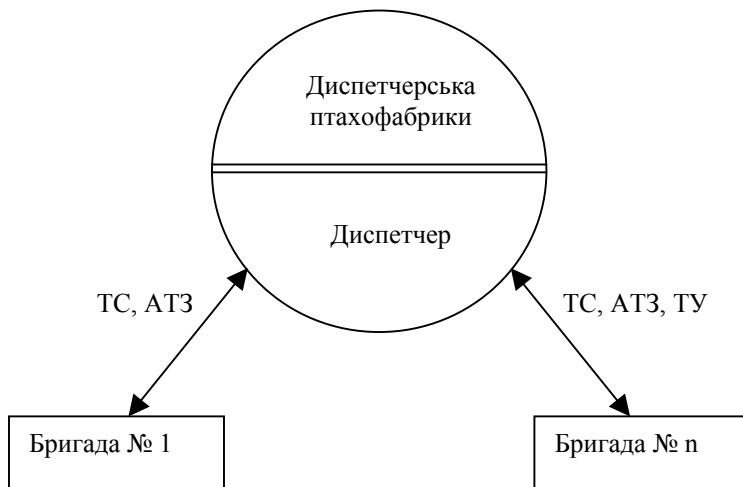 Диспетчерська
птахофабрики
Диспетчер
ТС, АТЗ
ТС, АТЗ, ТУ
Бригада № 1
Бригада № n